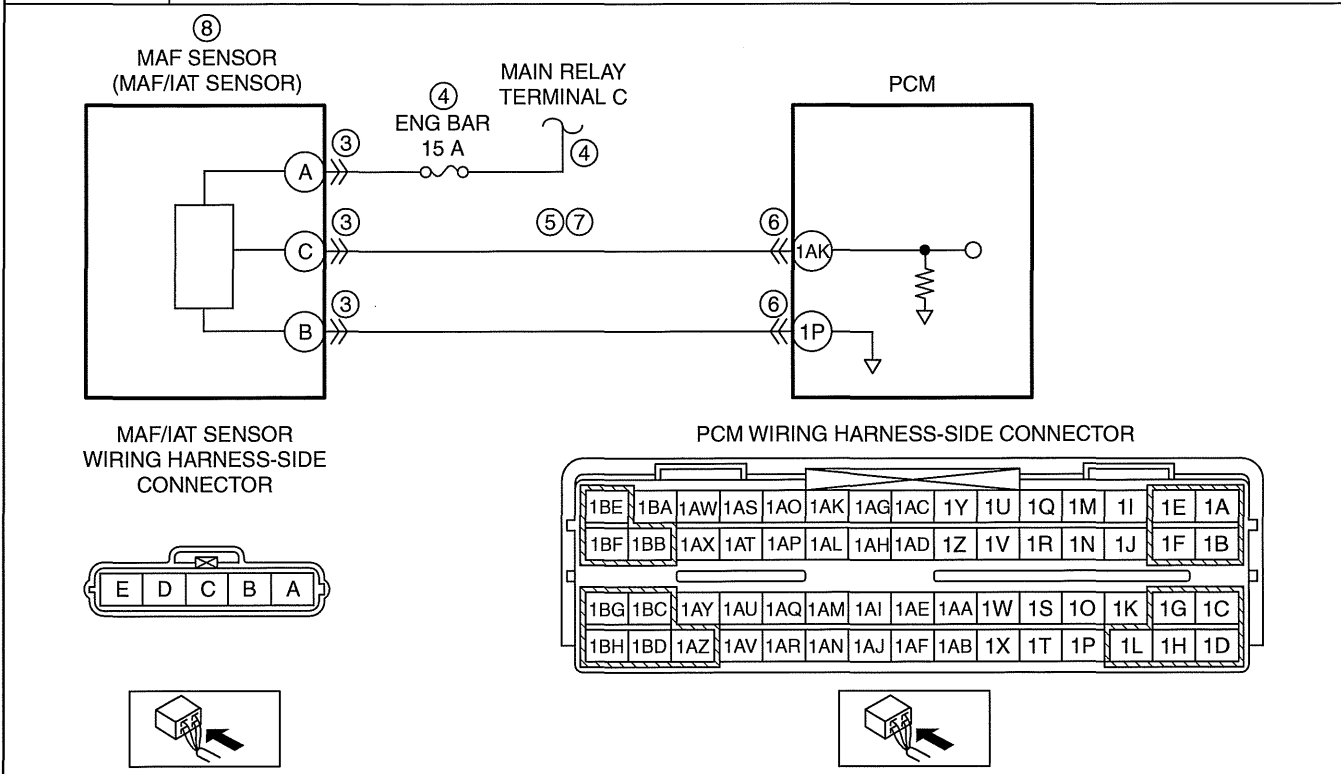 8
MAF SENSOR
(MAF/IAT SENSOR)
4
ENG BAR
15 A
MAIN RELAY
TERMINAL C
4
PCM
A
3
C
3
5 7
6
1AK
B
3
6
1P
MAF/IAT SENSOR
WIRING HARNESS-SIDE
CONNECTOR
E D C B A
PCM WIRING HARNESS-SIDE CONNECTOR
1BE 1BA 1AW 1AS 1AO 1AK 1AG 1AC 1Y 1U 1Q 1M 1I 1E 1A
1BF 1BB 1AX 1AT 1AP 1AL 1AH 1AD 1Z 1V 1R 1N 1J 1F 1B
1BG 1BC 1AY 1AU 1AQ 1AM 1AI 1AE 1AA 1W 1S 1O 1K 1G 1C
1BH 1BD 1AZ 1AV 1AR 1AN 1AJ 1AF 1AB 1X 1T 1P 1L 1H 1D